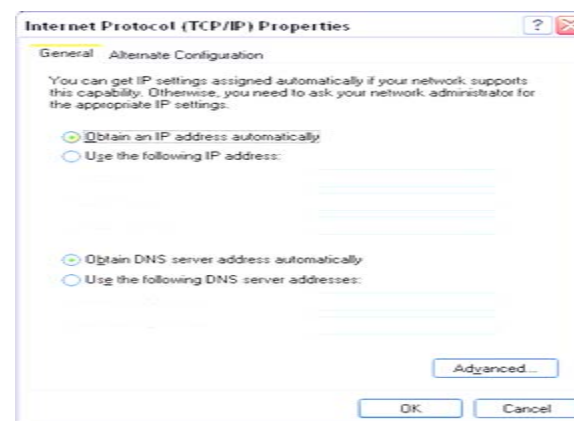 Internet Protocol (TCP/IP) Properties
General
Alternate Configuration
You can get IP settings assigned automatically if your network supports
this capability. Otherwise, you need to ask your network administrator for
the appropriate IP settings.
Obtain an IP address automatically
Use the following IP address:
Obtain DNS server address automatically
Use the following DNS server addresses:
Advanced...
OK
Cancel